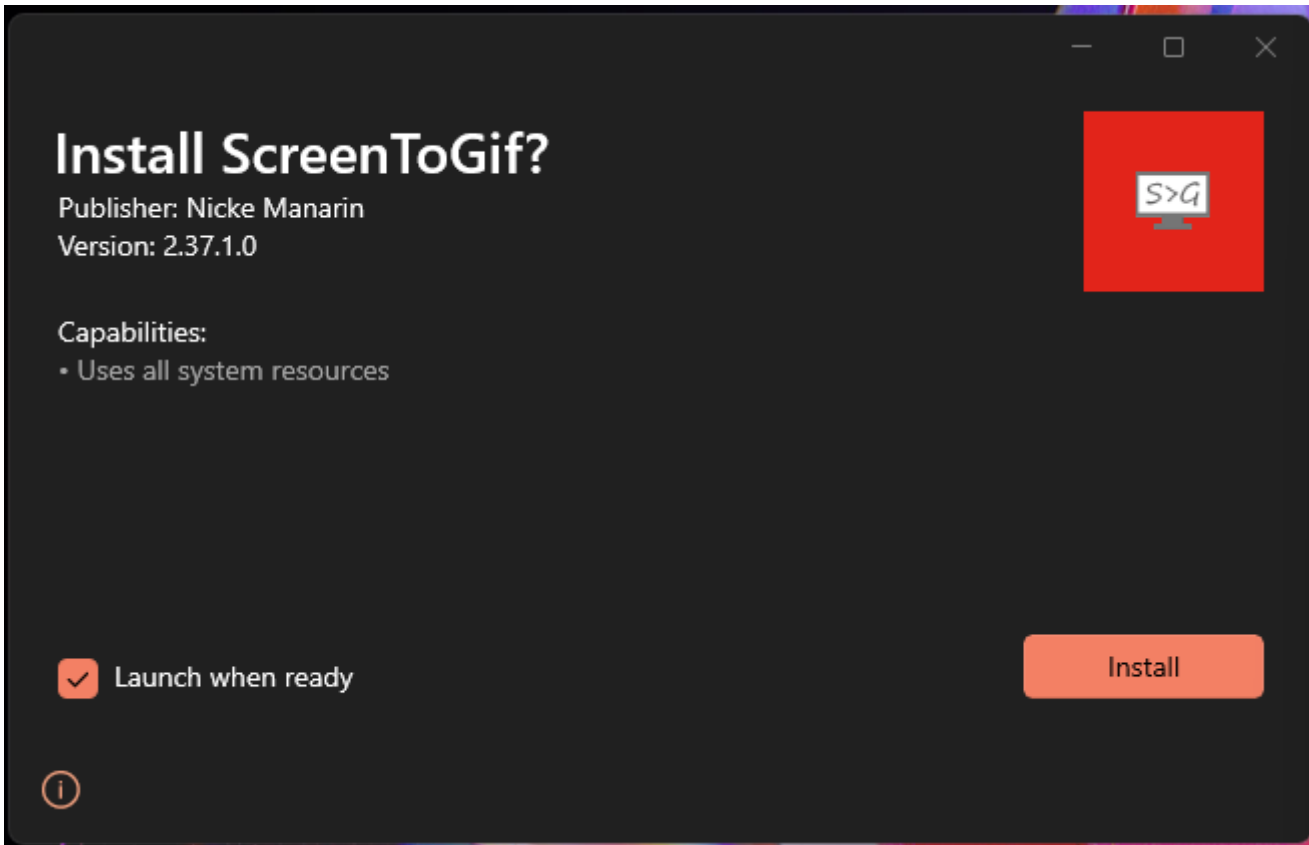 Install ScreenToGif?
Publisher: Nicke Manarin
Version: 2.37.1.0
S>G
Capabilities:
• Uses all system resources
Launch when ready
Install